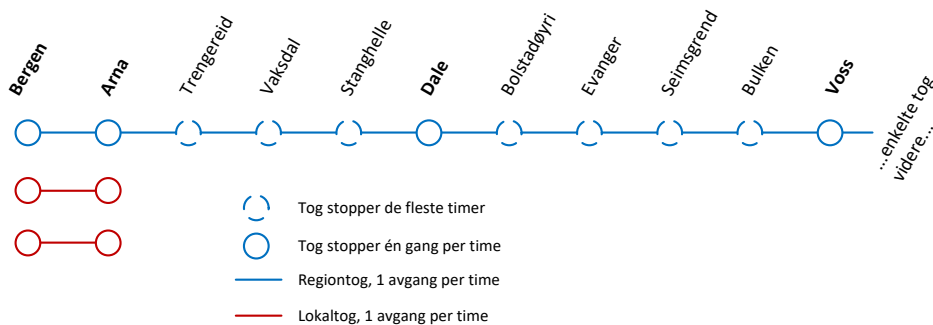 Bergen
Arna
Trengereid
Vaksdal
Stanghelle
Dale
Bolstadøyri
Evanger
Seimsgrend
Bulken
Voss
...enkelte tog
videre...
Tog stopper de fleste timer
Tog stopper én gang per time
Regiontog, 1 avgang per time
Lokaltog, 1 avgang per time